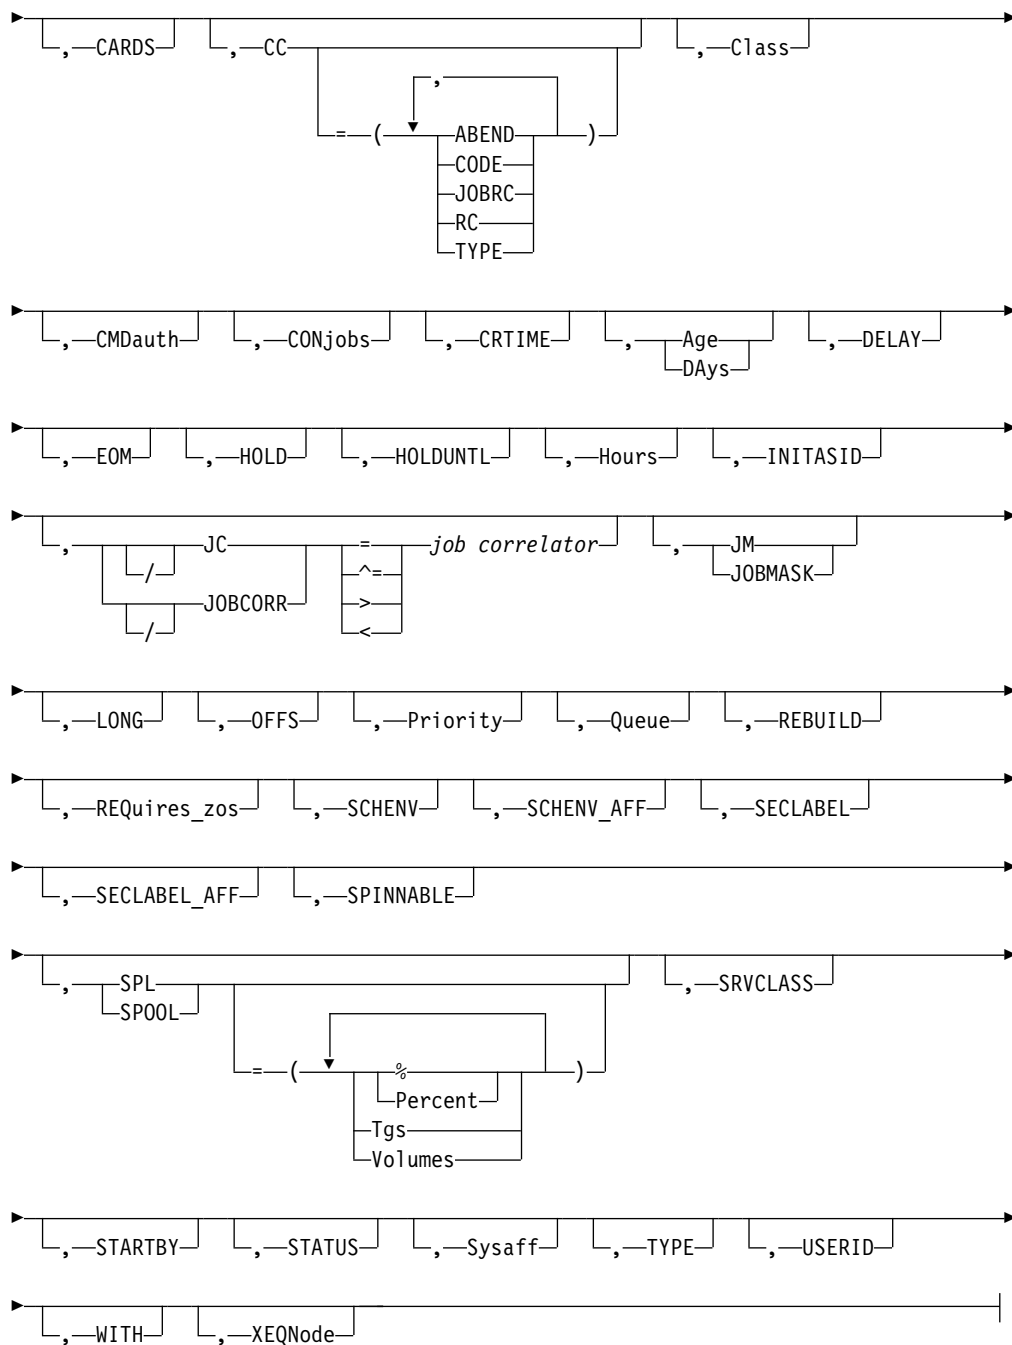 , CARDS , CC , Class
,
= ( ABEND )
CODE
JOBRC
RC
TYPE
, CMDauth , CONjobs , CRTIME , Age , DELAY
DAys
, EOM , HOLD , HOLDUNTL , Hours , INITASID
, JC = job correlator , JM
/ ^= JOBMASK
JOBCORR >
/ <
, LONG , OFFS , Priority , Queue , REBUILD
, REQuires_zos , SCHENV , SCHENV_AFF , SECLABEL
, SECLABEL_AFF , SPINNABLE
, SPL , SRVCLASS
SPOOL
= ( % )
Percent
Tgs
Volumes
, STARTBY , STATUS , Sysaff , TYPE , USERID
, WITH , XEQNode